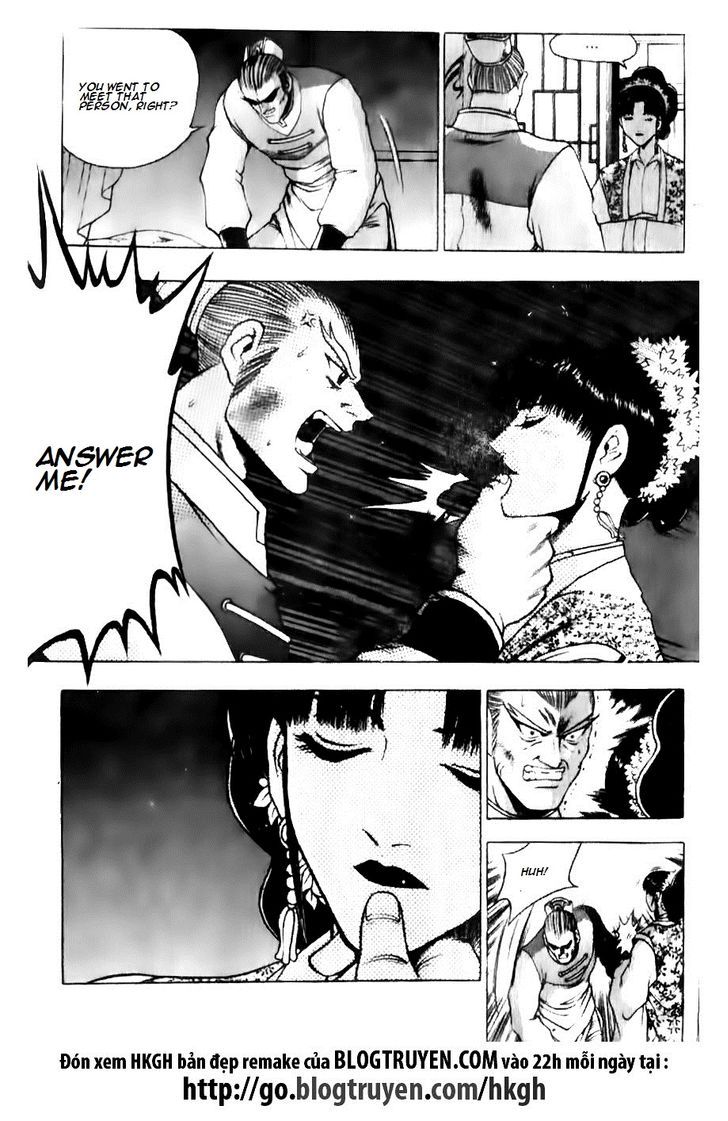 YOU WENT TO
MEET THAT
PERSON, RIGHT?
...
ANSWER
ME!
HUH!
Đón xem HKGH bản đẹp remake của BLOGTRUYEN.COM vào 22h mỗi ngày tại :
http://go.blogtruyen.com/hkgh